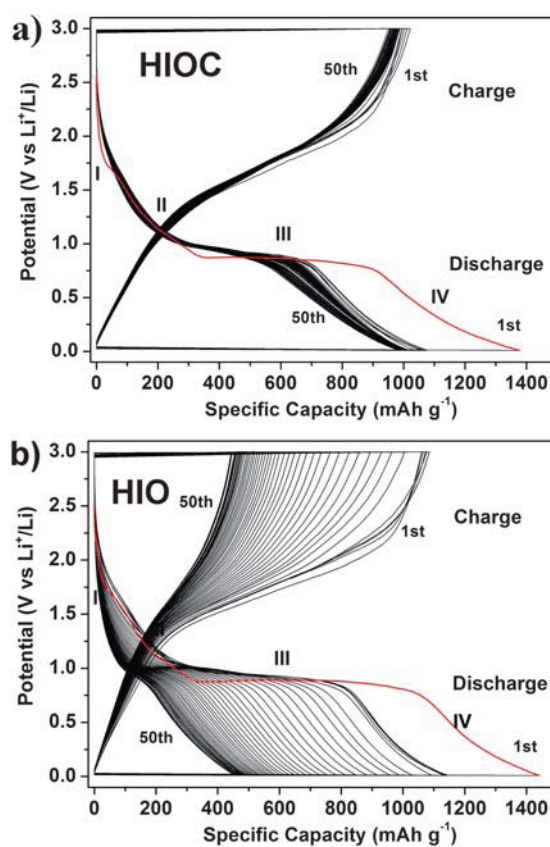 a)
HIOC
3.0
2.5
2.0
1.5
1.0
0.5
0.0
Potential (V vs Li⁺/Li)
50th
1st
Charge
I
II
III
Discharge
IV
50th
1st
0 200 400 600 800 1000 1200 1400
Specific Capacity (mAh g⁻¹)
b)
HIO
3.0
2.5
2.0
1.5
1.0
0.5
0.0
Potential (V vs Li⁺/Li)
50th
1st
Charge
I
III
Discharge
IV
50th
1st
0 200 400 600 800 1000 1200 1400
Specific Capacity (mAh g⁻¹)